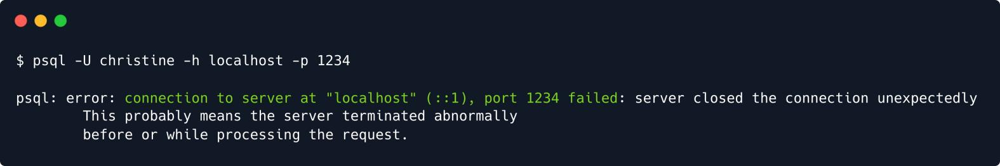 $ psql -U christine -h localhost -p 1234
psql: error: connection to server at "localhost" (::1), port 1234 failed: server closed the connection unexpectedly
This probably means the server terminated abnormally
before or while processing the request.